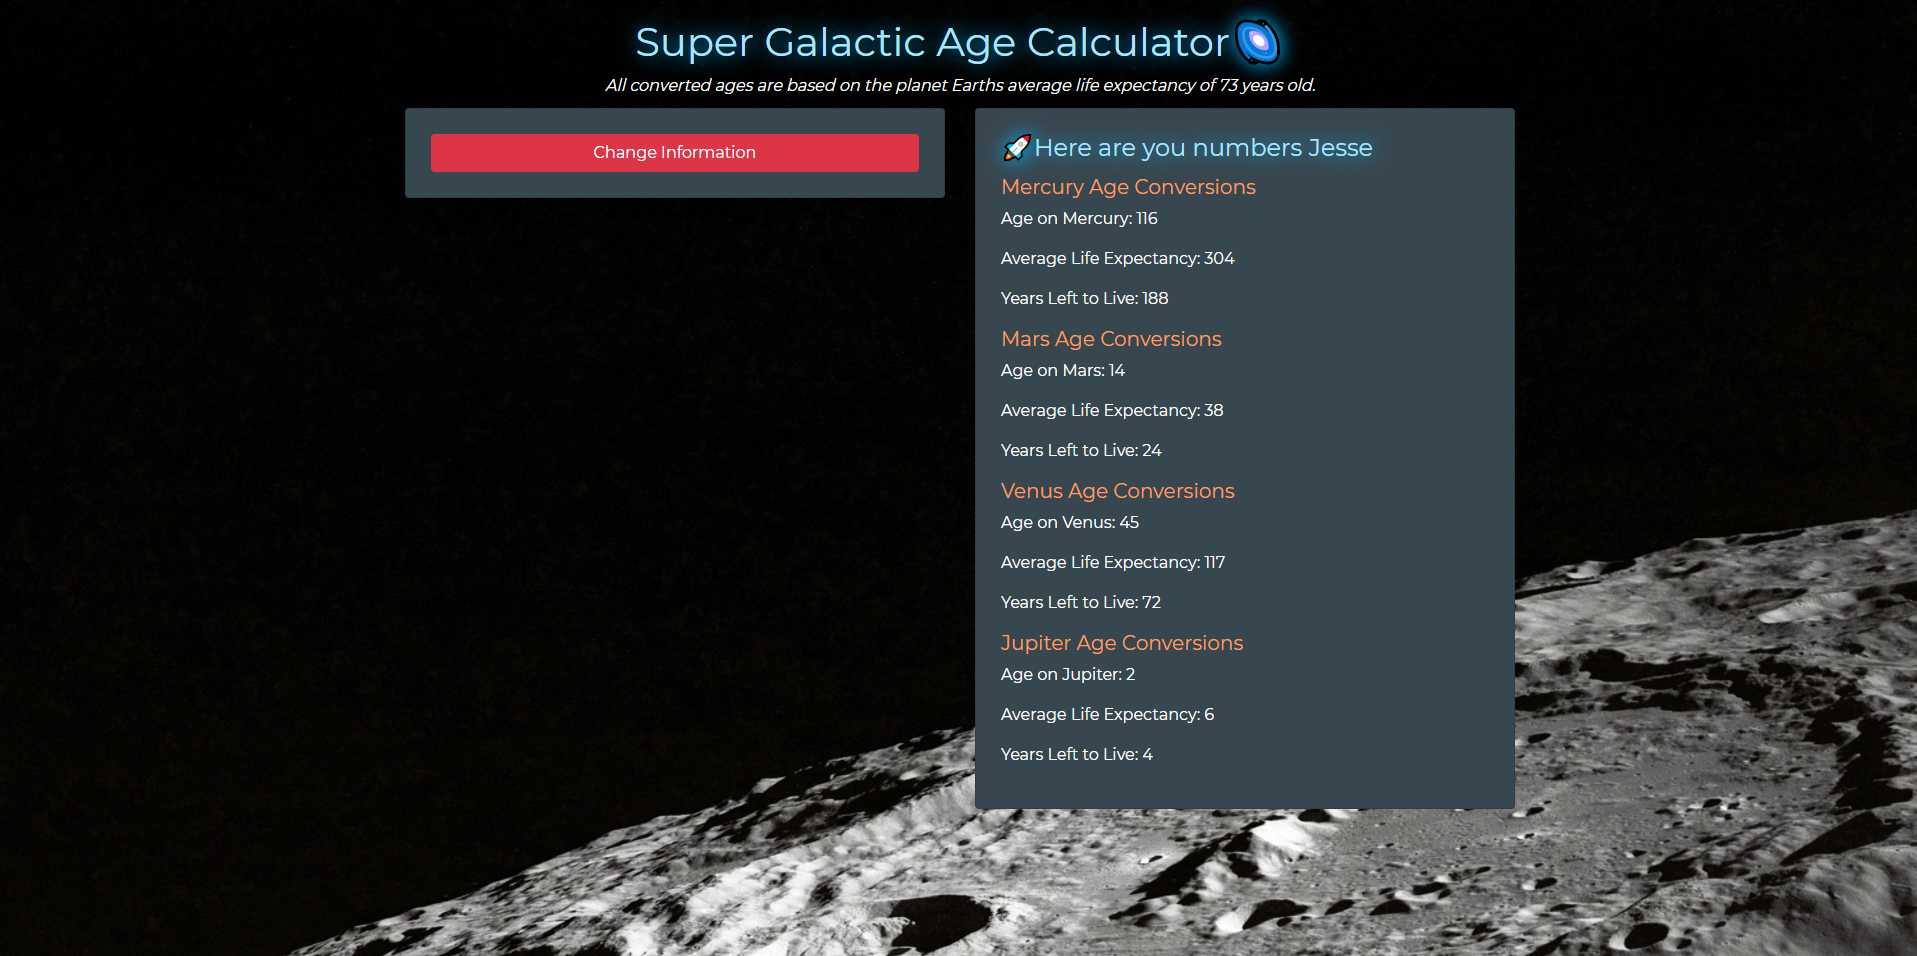 Super Galactic Age Calculator
All converted ages are based on the planet Earths average life expectancy of 73 years old.
Change Information
Here are you numbers Jesse
Mercury Age Conversions
Age on Mercury: 116
Average Life Expectancy: 304
Years Left to Live: 188
Mars Age Conversions
Age on Mars: 14
Average Life Expectancy: 38
Years Left to Live: 24
Venus Age Conversions
Age on Venus: 45
Average Life Expectancy: 117
Years Left to Live: 72
Jupiter Age Conversions
Age on Jupiter: 2
Average Life Expectancy: 6
Years Left to Live: 4